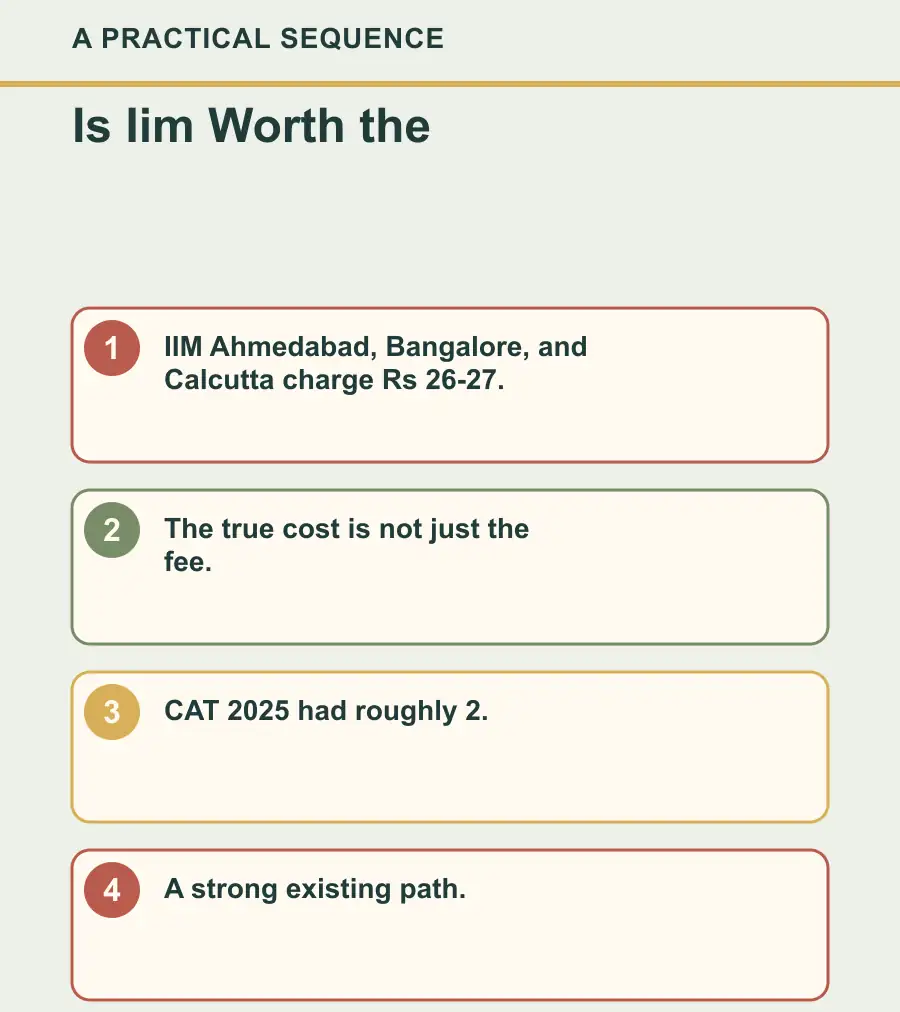 A PRACTICAL SEQUENCE
Is Iim Worth the
1
IIM Ahmedabad, Bangalore, and
Calcutta charge Rs 26-27.
2
The true cost is not just the
fee.
3
CAT 2025 had roughly 2.
4
A strong existing path.